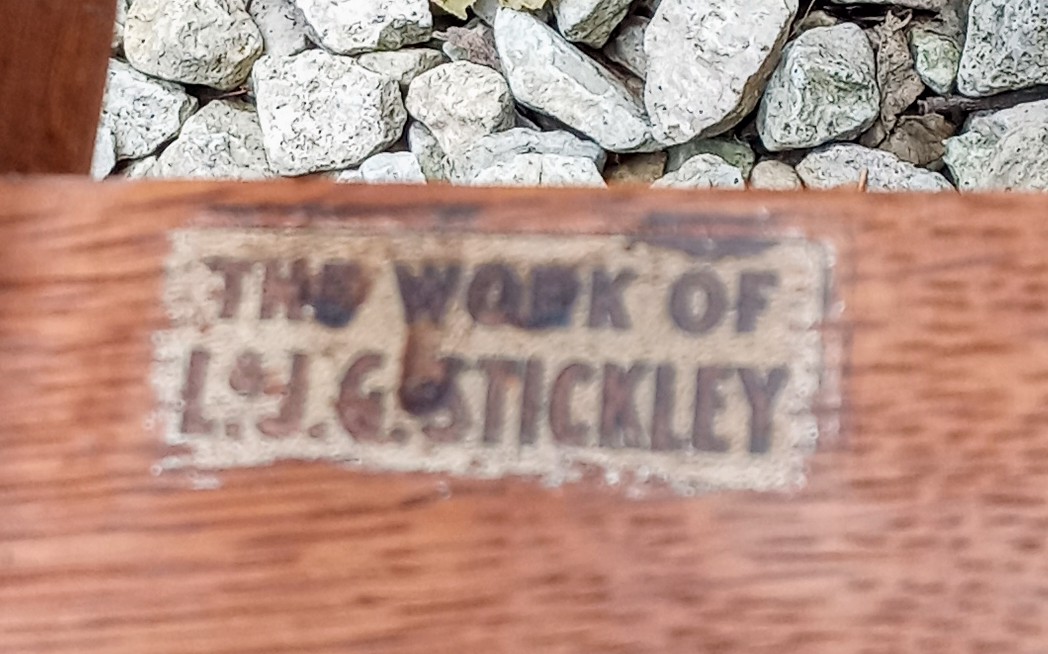 THE WORK OF
L. & J. G. STICKLEY